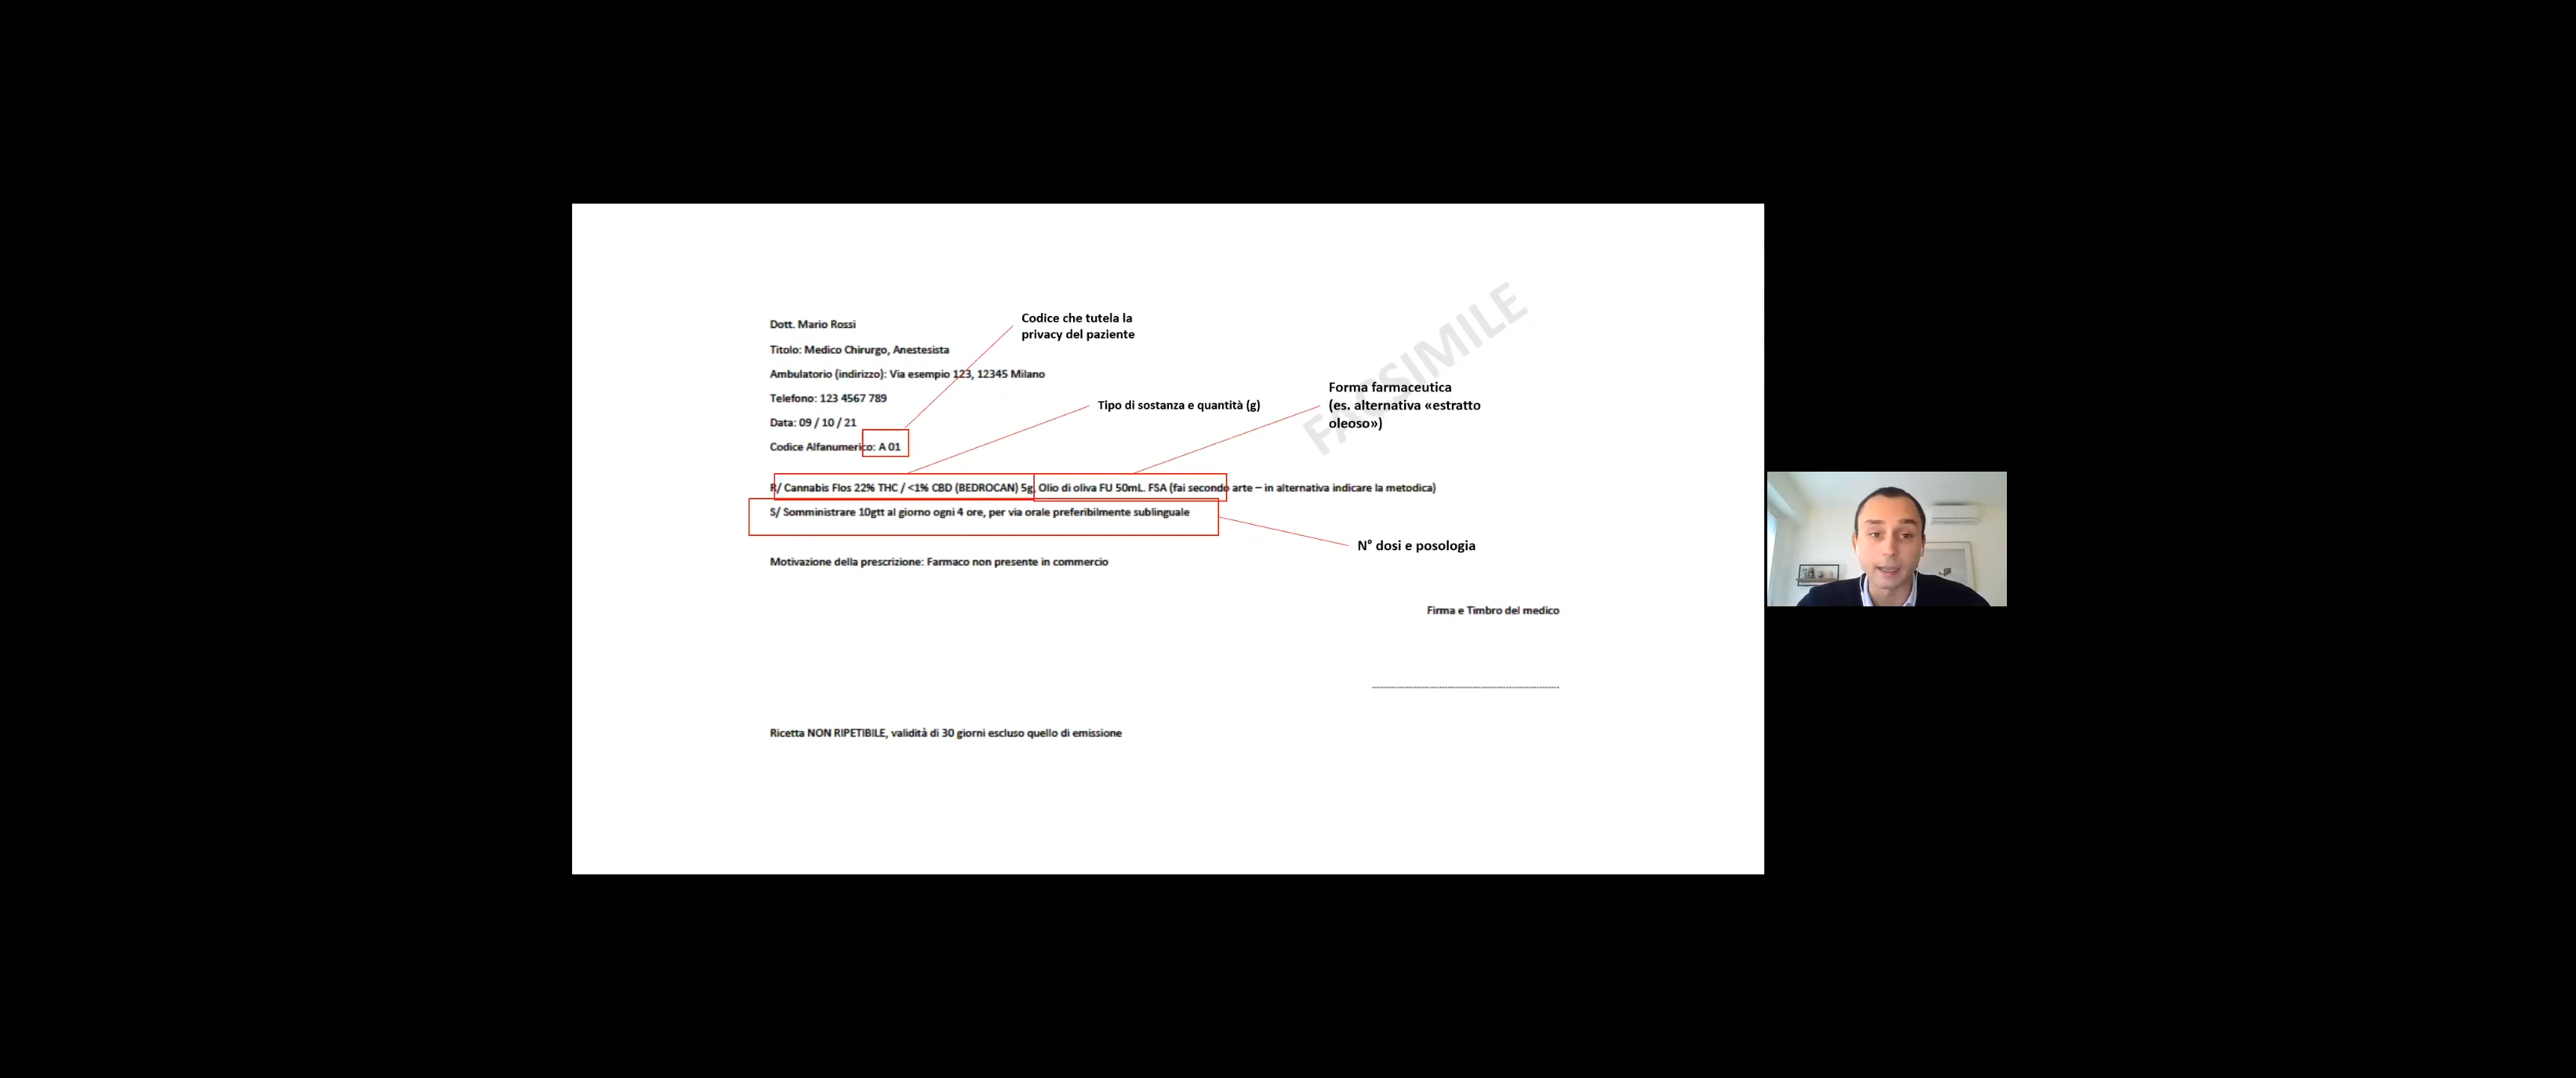 FACSIMILE
Dott. Mario Rossi
Titolo: Medico Chirurgo, Anestesista
Ambulatorio (indirizzo): Via esempio 123, 12345 Milano
Telefono: 123 4567 789
Data: 09 / 10 / 21
Codice Alfanumerico: A 01
Codice che tutela la
privacy del paziente
Tipo di sostanza e quantità (g)
Forma farmaceutica
(es. alternativa «estratto
oleoso»)
R/ Cannabis Flos 22% THC / <1% CBD (BEDROCAN) 5g, Olio di oliva FU 50mL. FSA (fai secondo arte – in alternativa indicare la metodica)
S/ Somministrare 10gtt al giorno ogni 4 ore, per via orale preferibilmente sublinguale
N° dosi e posologia
Motivazione della prescrizione: Farmaco non presente in commercio
Firma e Timbro del medico
Ricetta NON RIPETIBILE, validità di 30 giorni escluso quello di emissione